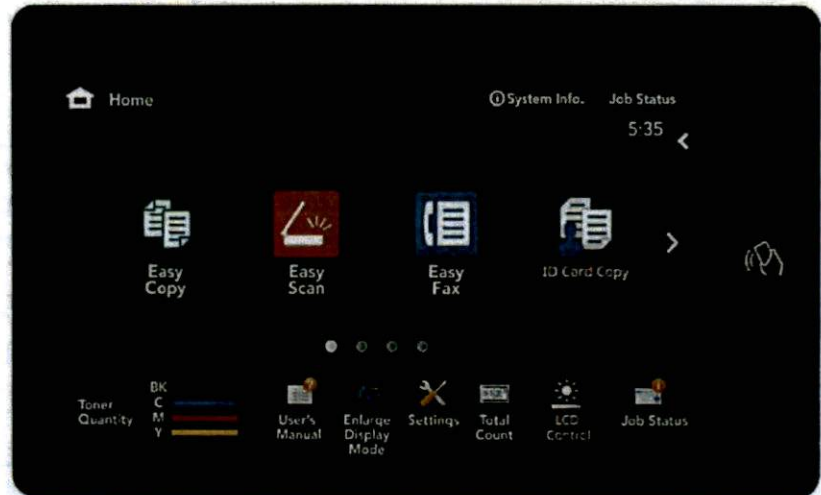 Home
System Info. Job Status
5:35
Easy
Copy
Easy
Scan
Easy
Fax
ID Card Copy
Toner
Quantity
BK
C
M
Y
User's
Manual
Enlarge
Display
Mode
Settings
Total
Count
LCD
Control
Job Status